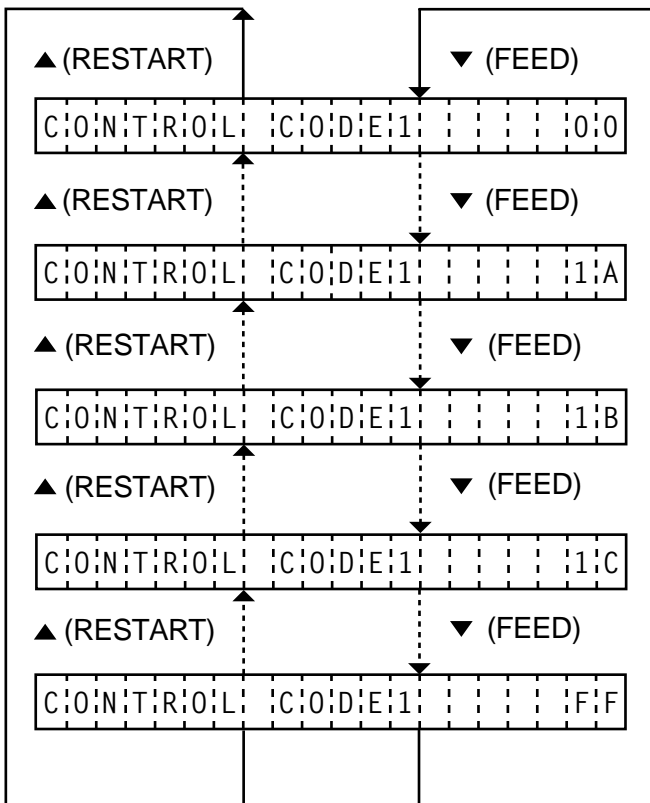 ▲ (RESTART) ▼ (FEED)
CONTROL CODE1 00
▲ (RESTART) ▼ (FEED)
CONTROL CODE1 1A
▲ (RESTART) ▼ (FEED)
CONTROL CODE1 1B
▲ (RESTART) ▼ (FEED)
CONTROL CODE1 1C
▲ (RESTART) ▼ (FEED)
CONTROL CODE1 FF